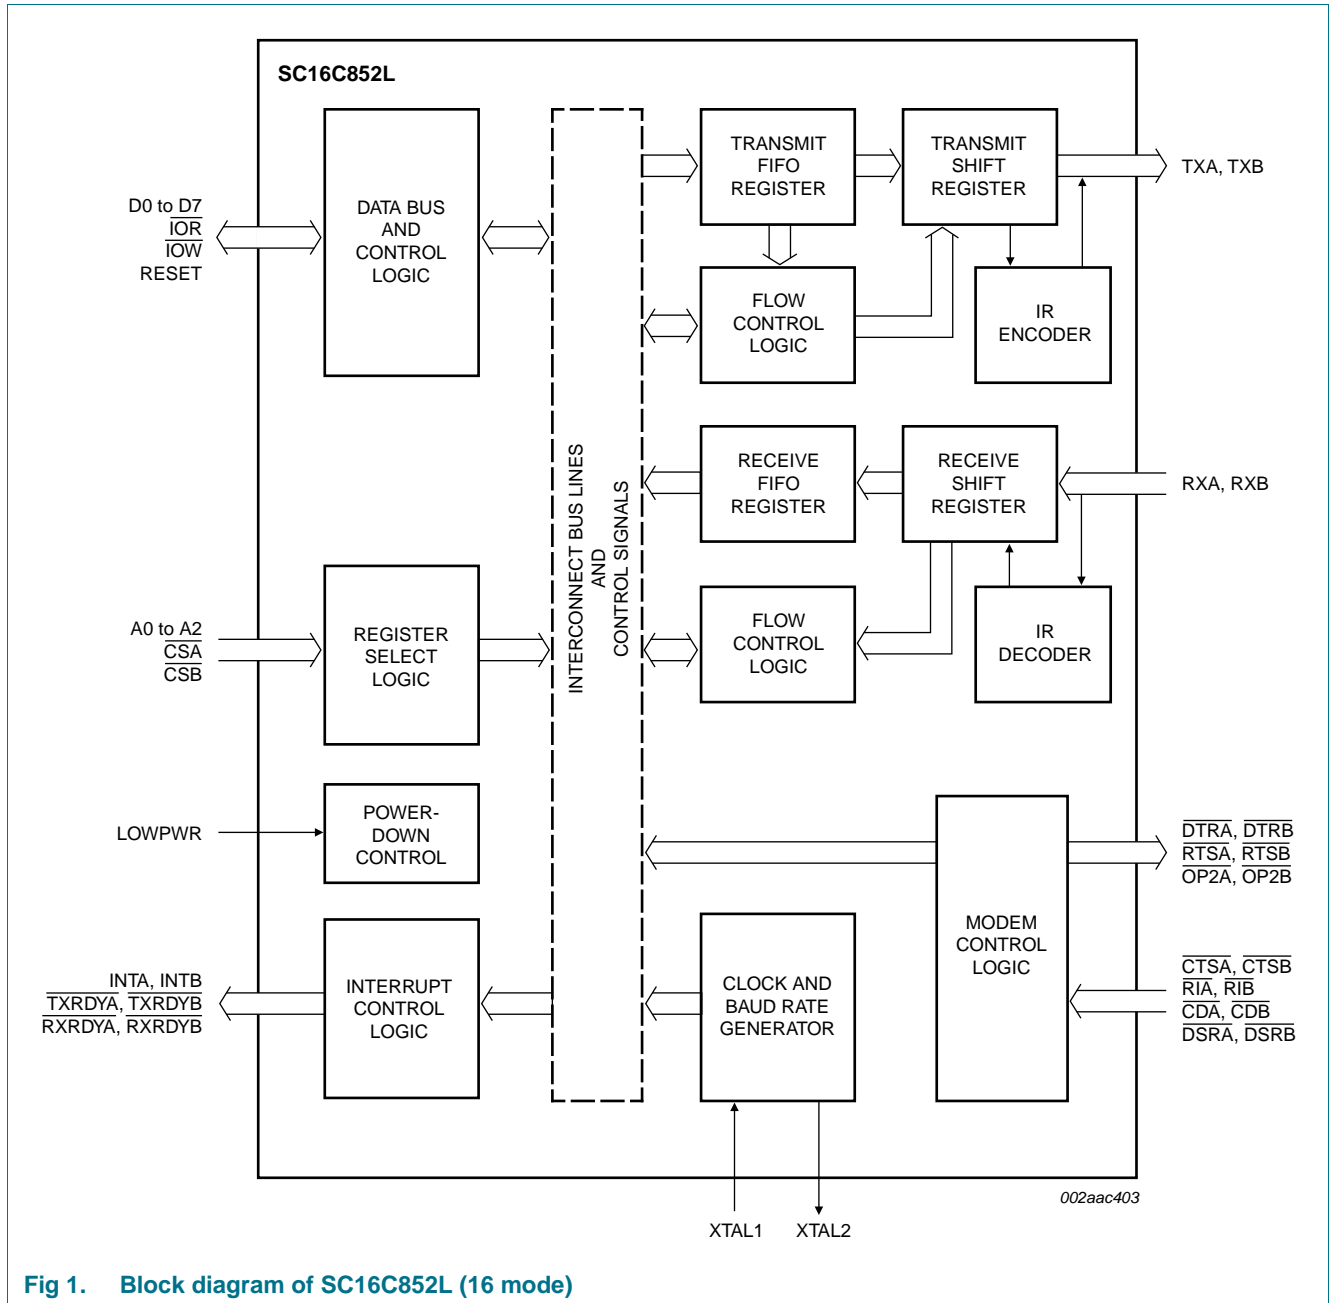 SC16C852L
D0 to D7
IOR
IOW
RESET
DATA BUS
AND
CONTROL
LOGIC
TRANSMIT
FIFO
REGISTER
TRANSMIT
SHIFT
REGISTER
TXA, TXB
FLOW
CONTROL
LOGIC
IR
ENCODER
INTERCONNECT BUS LINES
AND
CONTROL SIGNALS
RECEIVE
FIFO
REGISTER
RECEIVE
SHIFT
REGISTER
RXA, RXB
A0 to A2
CSA
CSB
REGISTER
SELECT
LOGIC
FLOW
CONTROL
LOGIC
IR
DECODER
LOWPWR
POWER-
DOWN
CONTROL
DTRA, DTRB
RTSA, RTSB
OP2A, OP2B
MODEM
CONTROL
LOGIC
INTA, INTB
TXRDYA, TXRDYB
RXRDYA, RXRDYB
INTERRUPT
CONTROL
LOGIC
CLOCK AND
BAUD RATE
GENERATOR
CTSA, CTSB
RIA, RIB
CDA, CDB
DSRA, DSRB
XTAL1
XTAL2
002aac403
Fig 1. Block diagram of SC16C852L (16 mode)